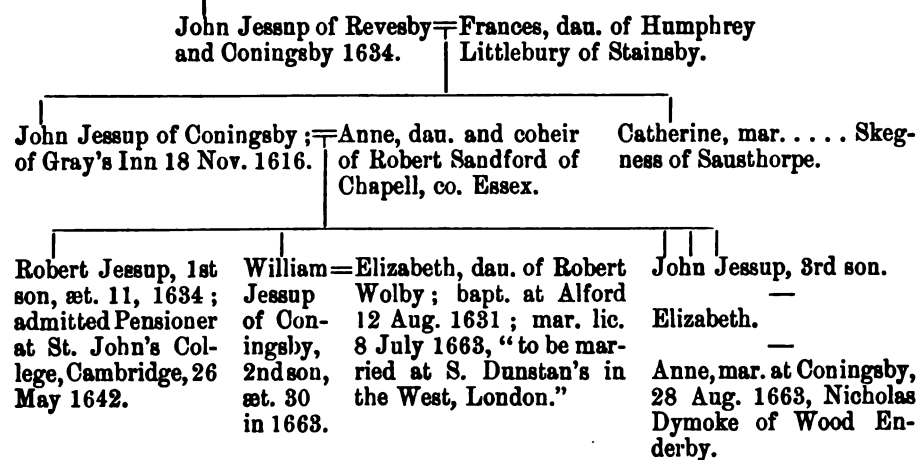 John Jessup of Revesby=Frances, dau. of Humphrey
and Coningsby 1634. Littlebury of Stainsby.
John Jessup of Coningsby ;=Anne, dau. and coheir
of Gray's Inn 18 Nov. 1616. of Robert Sandford of
Chapell, co. Essex.
Catherine, mar. . . . . . Skeg-
ness of Sausthorpe.
Robert Jessup, 1st
son, æt. 11, 1634 ;
admitted Pensioner
at St. John's Col-
lege, Cambridge, 26
May 1642.
William=Elizabeth, dau. of Robert
Jessup Wolby ; bapt. at Alford
of Con- 12 Aug. 1631 ; mar. lic.
ingsby, 8 July 1663, “ to be mar-
2nd son, ried at S. Dunstan's in
æt. 30 the West, London.”
in 1663.
John Jessup, 3rd son.
—
Elizabeth.
—
Anne, mar. at Coningsby,
28 Aug. 1663, Nicholas
Dymoke of Wood En-
derby.